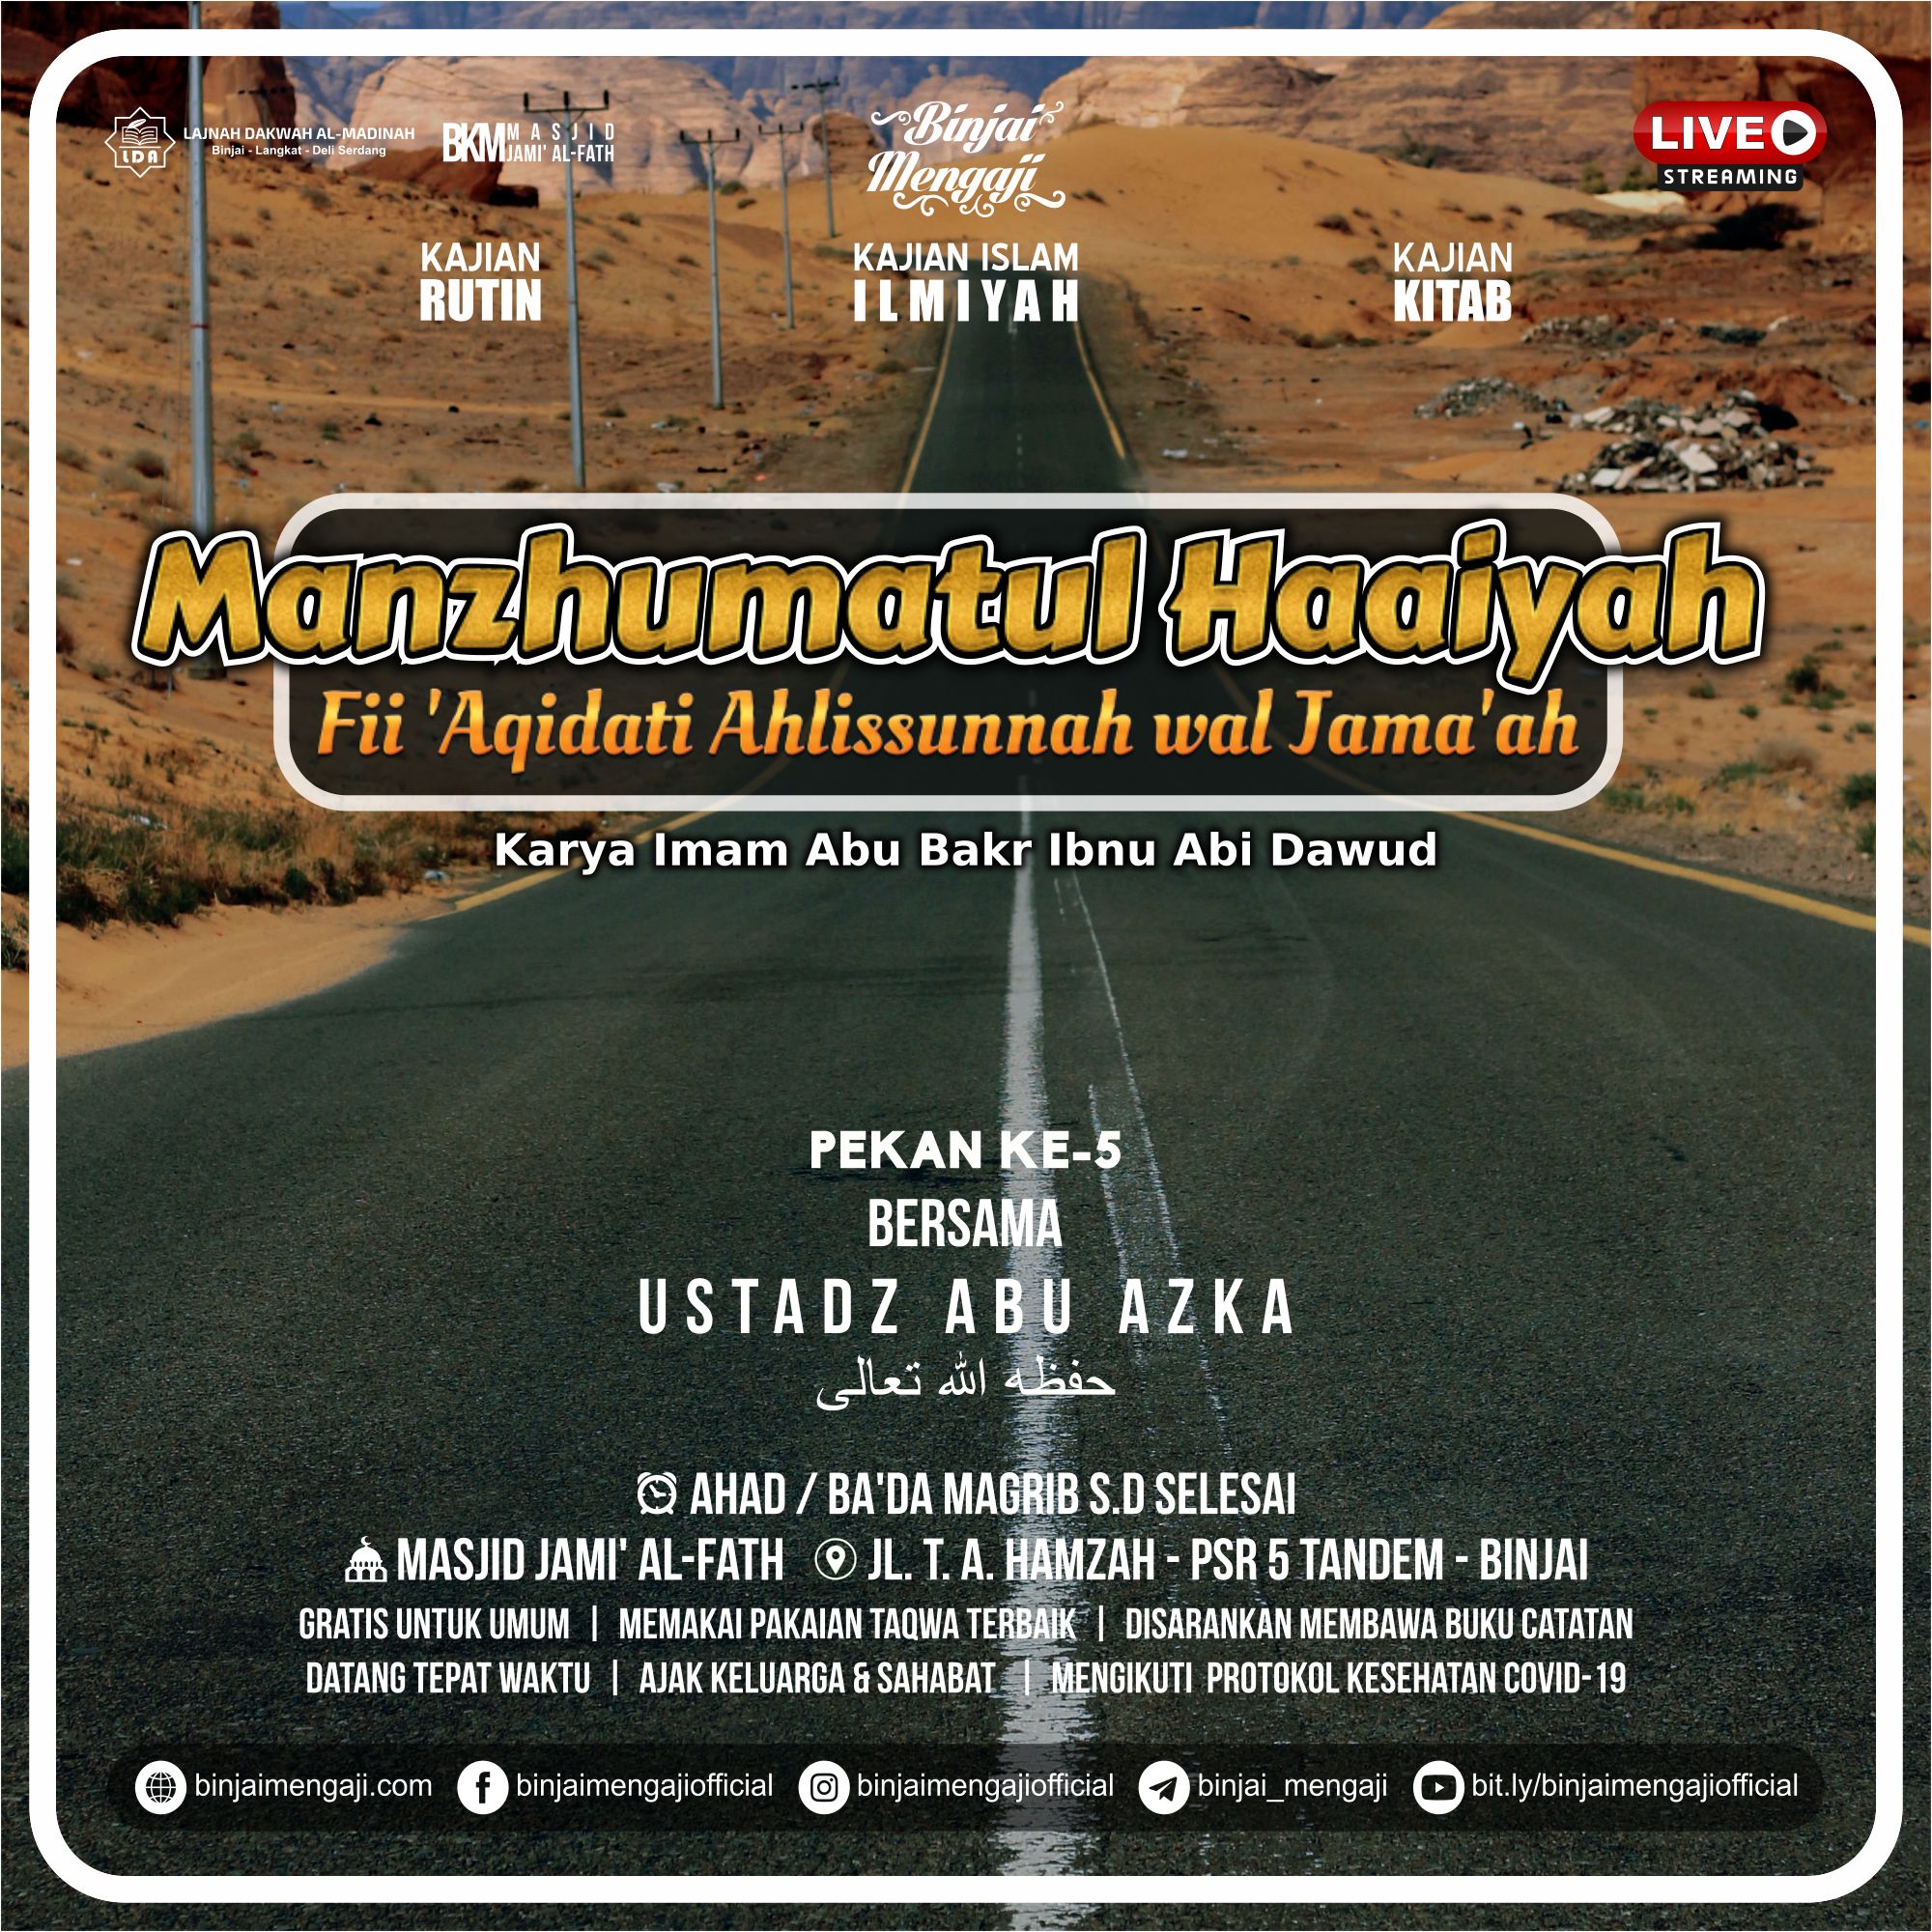 LDA
LAJNAH DAKWAH AL-MADINAH
Binjai - Langkat - Deli Serdang
BKM MASJID
JAMI' AL-FATH
Binjai
Mengaji
LIVE
STREAMING
KAJIAN
RUTIN
KAJIAN ISLAM
ILMIYAH
KAJIAN
KITAB
Manzhumatul Haaiyah
Fii 'Aqidati Ahlissunnah wal Jama'ah
Karya Imam Abu Bakr Ibnu Abi Dawud
PEKAN KE-5
BERSAMA
USTADZ ABU AZKA
حفظه الله تعالى
AHAD / BA'DA MAGRIB S.D SELESAI
MASJID JAMI' AL-FATH JL. T. A. HAMZAH - PSR 5 TANDEM - BINJAI
GRATIS UNTUK UMUM | MEMAKAI PAKAIAN TAQWA TERBAIK | DISARANKAN MEMBAWA BUKU CATATAN
DATANG TEPAT WAKTU | AJAK KELUARGA & SAHABAT | MENGIKUTI PROTOKOL KESEHATAN COVID-19
binjaimengaji.com binjaimengajiofficial binjaimengajiofficial binjai_mengaji bit.ly/binjaimengajiofficial